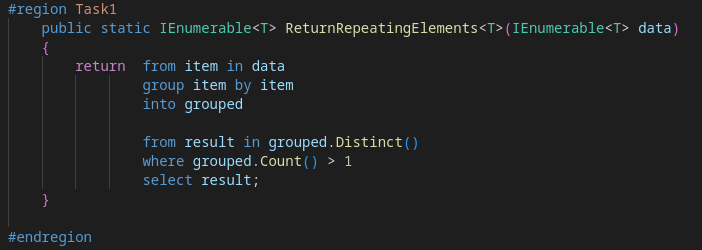 #region Task1
public static IEnumerable<T> ReturnRepeatingElements<T>(IEnumerable<T> data)
{
return from item in data
group item by item
into grouped
from result in grouped.Distinct()
where grouped.Count() > 1
select result;
}
#endregion